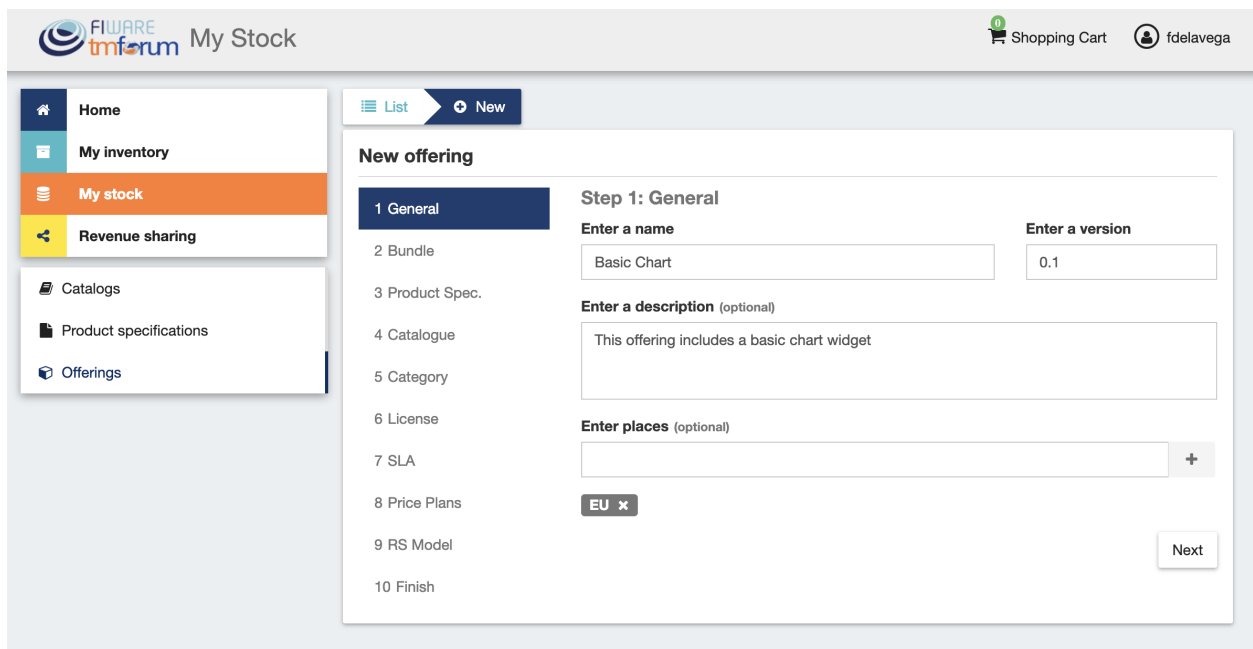 FIWARE
tmforum
My Stock
0
Shopping Cart
fdelavega
Home
My inventory
My stock
Revenue sharing
Catalogs
Product specifications
Offerings
List
New
New offering
1 General
2 Bundle
3 Product Spec.
4 Catalogue
5 Category
6 License
7 SLA
8 Price Plans
9 RS Model
10 Finish
Step 1: General
Enter a name
Enter a version
Basic Chart
0.1
Enter a description (optional)
This offering includes a basic chart widget
Enter places (optional)
EU
Next